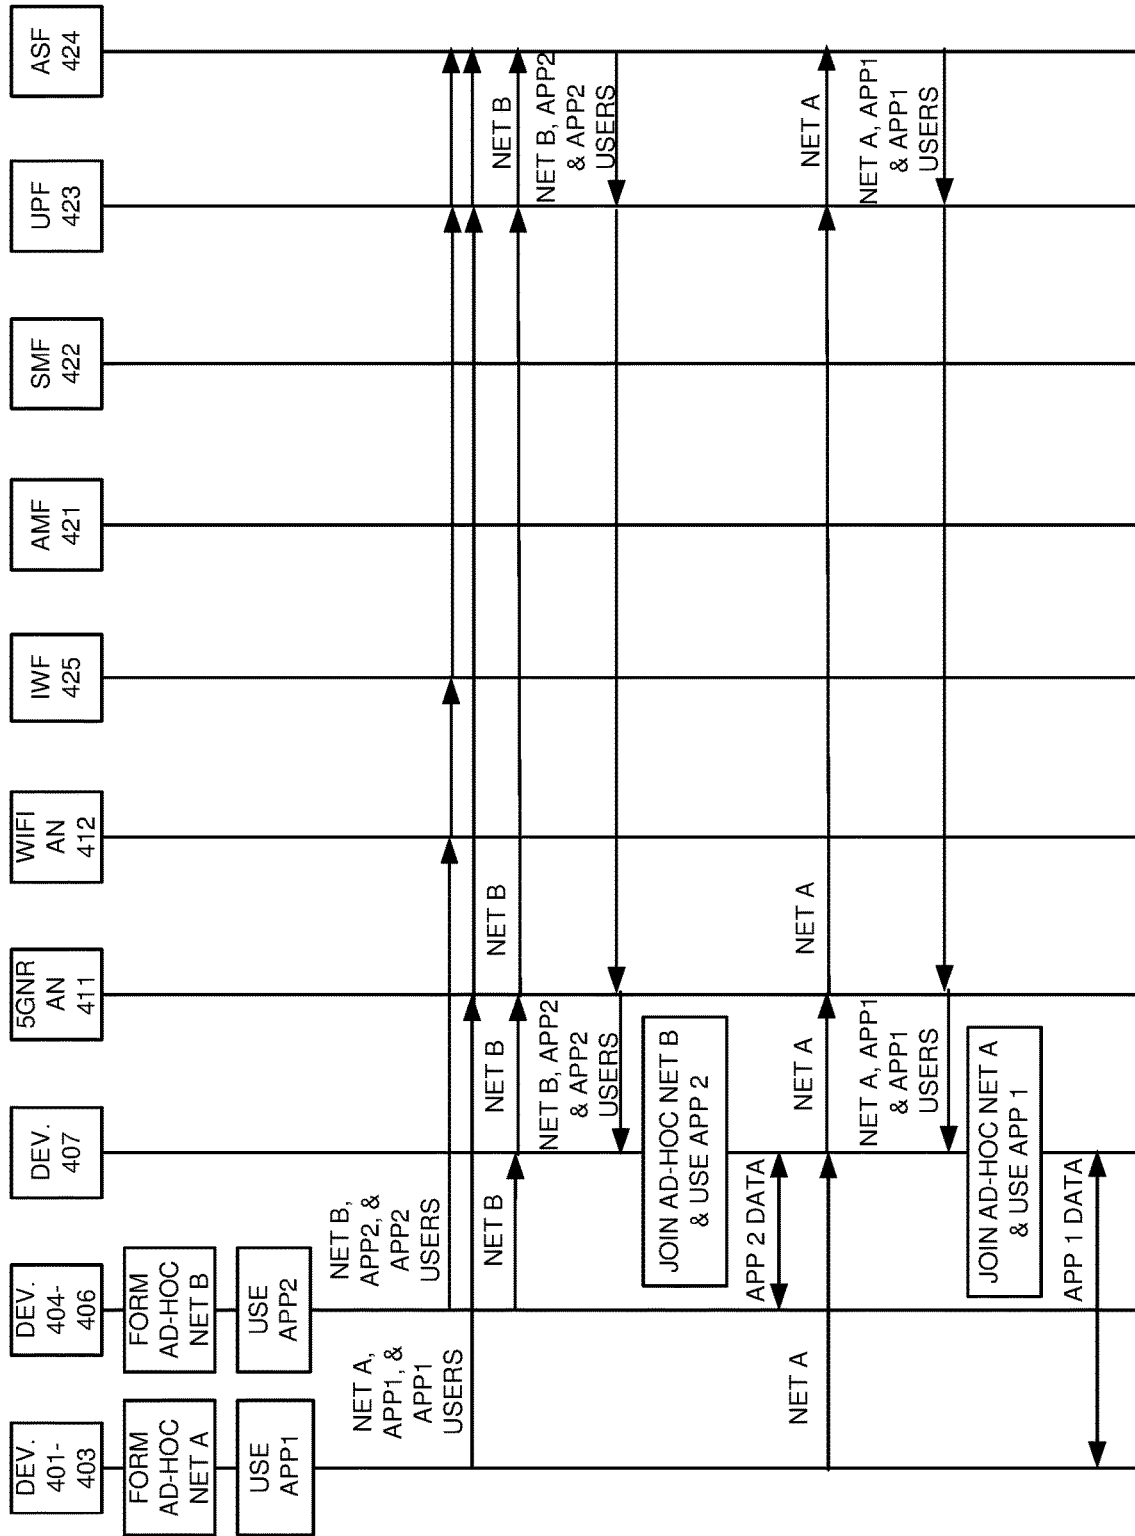 DEV.
401-
403
DEV.
404-
406
DEV.
407
5GNR
AN
411
WIFI
AN
412
IWF
425
AMF
421
SMF
422
UPF
423
ASF
424
FORM
AD-HOC
NET A
FORM
AD-HOC
NET B
USE
APP1
USE
APP2
NET A,
APP1, &
APP1
USERS
NET B,
APP2, &
APP2
USERS
NET B
NET B
NET B
NET B
NET B, APP2
& APP2
USERS
NET B, APP2
& APP2
USERS
JOIN AD-HOC NET B
& USE APP 2
APP 2 DATA
NET A
NET A
NET A
NET A
NET A, APP1
& APP1
USERS
NET A, APP1
& APP1
USERS
JOIN AD-HOC NET A
& USE APP 1
APP 1 DATA